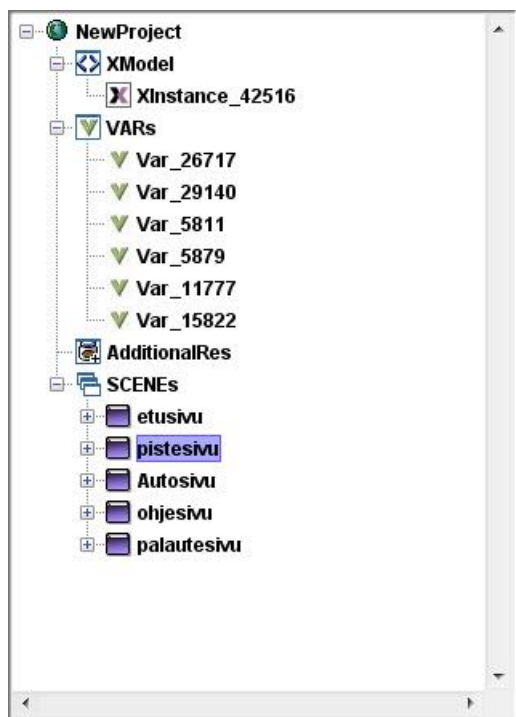 NewProject
XModel
XInstance_42516
VARs
Var_26717
Var_29140
Var_5811
Var_5879
Var_11777
Var_15822
AdditionalRes
SCENEs
etusivu
pistesivu
Autosivu
ohjesivu
palautesivu